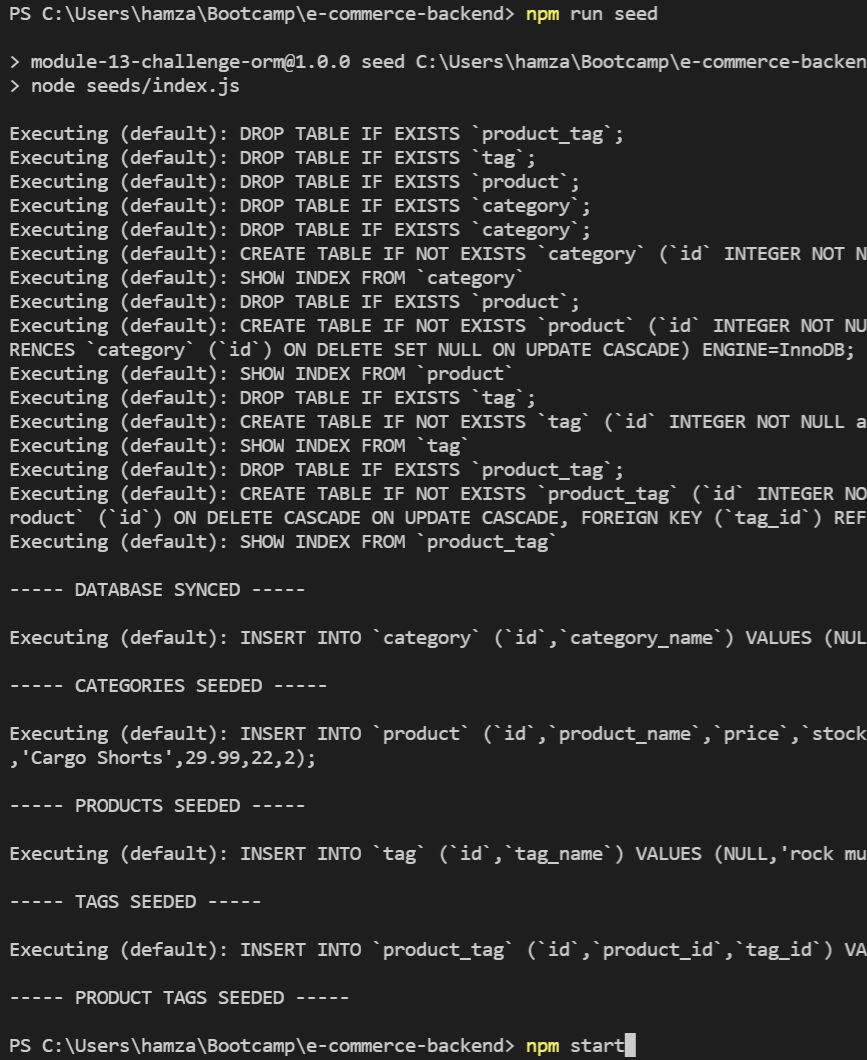 PS C:\Users\hamza\Bootcamp\e-commerce-backend> npm run seed
> module-13-challenge-orm@1.0.0 seed C:\Users\hamza\Bootcamp\e-commerce-backen
> node seeds/index.js
Executing (default): DROP TABLE IF EXISTS `product_tag`;
Executing (default): DROP TABLE IF EXISTS `tag`;
Executing (default): DROP TABLE IF EXISTS `product`;
Executing (default): DROP TABLE IF EXISTS `category`;
Executing (default): DROP TABLE IF EXISTS `category`;
Executing (default): CREATE TABLE IF NOT EXISTS `category` (`id` INTEGER NOT N
Executing (default): SHOW INDEX FROM `category`
Executing (default): DROP TABLE IF EXISTS `product`;
Executing (default): CREATE TABLE IF NOT EXISTS `product` (`id` INTEGER NOT NU
RENCES `category` (`id`) ON DELETE SET NULL ON UPDATE CASCADE) ENGINE=InnoDB;
Executing (default): SHOW INDEX FROM `product`
Executing (default): DROP TABLE IF EXISTS `tag`;
Executing (default): CREATE TABLE IF NOT EXISTS `tag` (`id` INTEGER NOT NULL a
Executing (default): SHOW INDEX FROM `tag`
Executing (default): DROP TABLE IF EXISTS `product_tag`;
Executing (default): CREATE TABLE IF NOT EXISTS `product_tag` (`id` INTEGER NO
roduct` (`id`) ON DELETE CASCADE ON UPDATE CASCADE, FOREIGN KEY (`tag_id`) REF
Executing (default): SHOW INDEX FROM `product_tag`
----- DATABASE SYNCED -----
Executing (default): INSERT INTO `category` (`id`,`category_name`) VALUES (NUL
----- CATEGORIES SEEDED -----
Executing (default): INSERT INTO `product` (`id`,`product_name`,`price`,`stock
,'Cargo Shorts',29.99,22,2);
----- PRODUCTS SEEDED -----
Executing (default): INSERT INTO `tag` (`id`,`tag_name`) VALUES (NULL,'rock mu
----- TAGS SEEDED -----
Executing (default): INSERT INTO `product_tag` (`id`,`product_id`,`tag_id`) VA
----- PRODUCT TAGS SEEDED -----
PS C:\Users\hamza\Bootcamp\e-commerce-backend> npm start